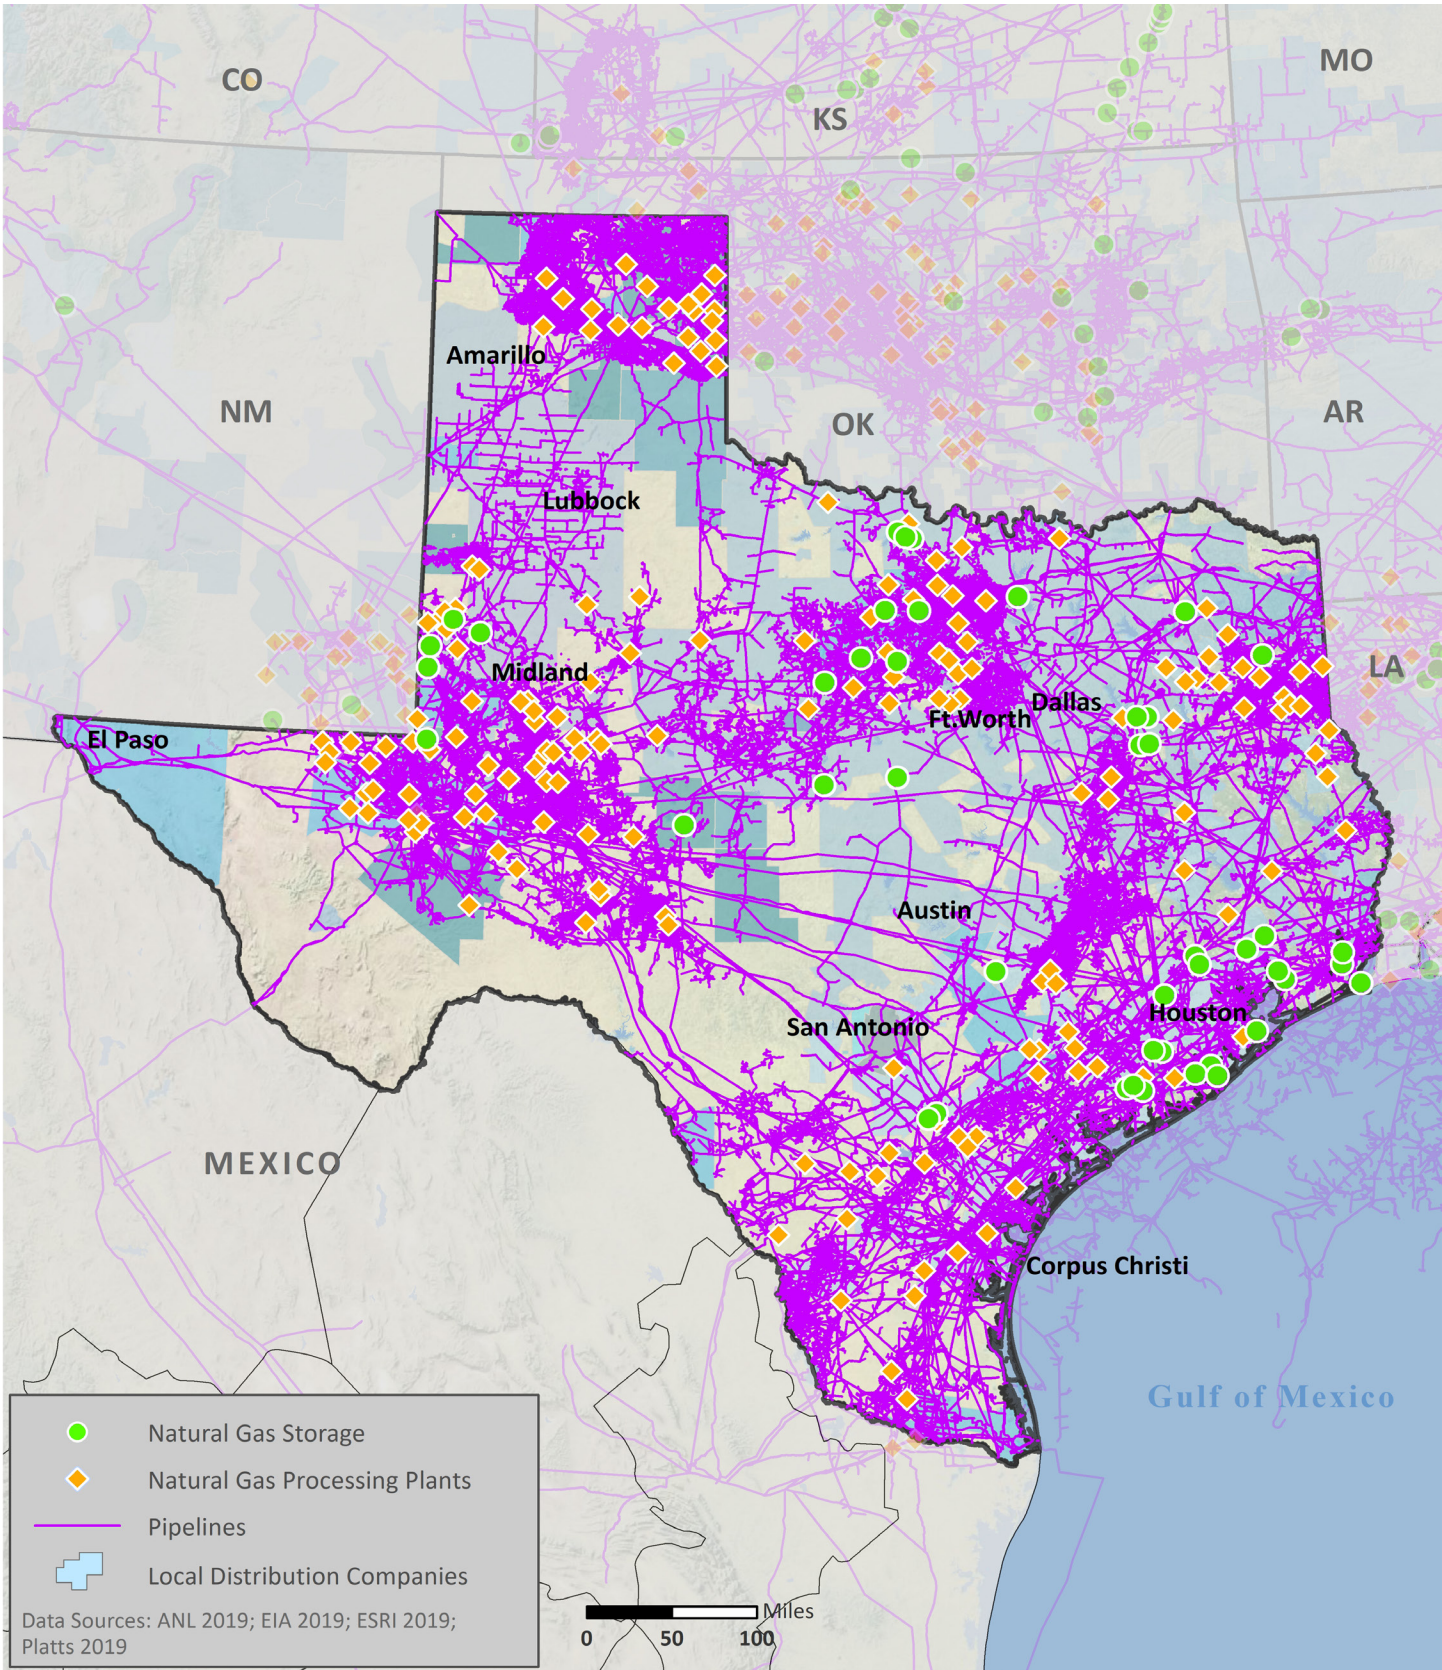 CO
KS
MO
Amarillo
NM
OK
AR
Lubbock
Midland
LA
El Paso
Ft.Worth
Dallas
Austin
San Antonio
Houston
MEXICO
Corpus Christi
Gulf of Mexico
Natural Gas Storage
Natural Gas Processing Plants
Pipelines
Local Distribution Companies
Data Sources: ANL 2019; EIA 2019; ESRI 2019;
Platts 2019
Miles
0 50 100